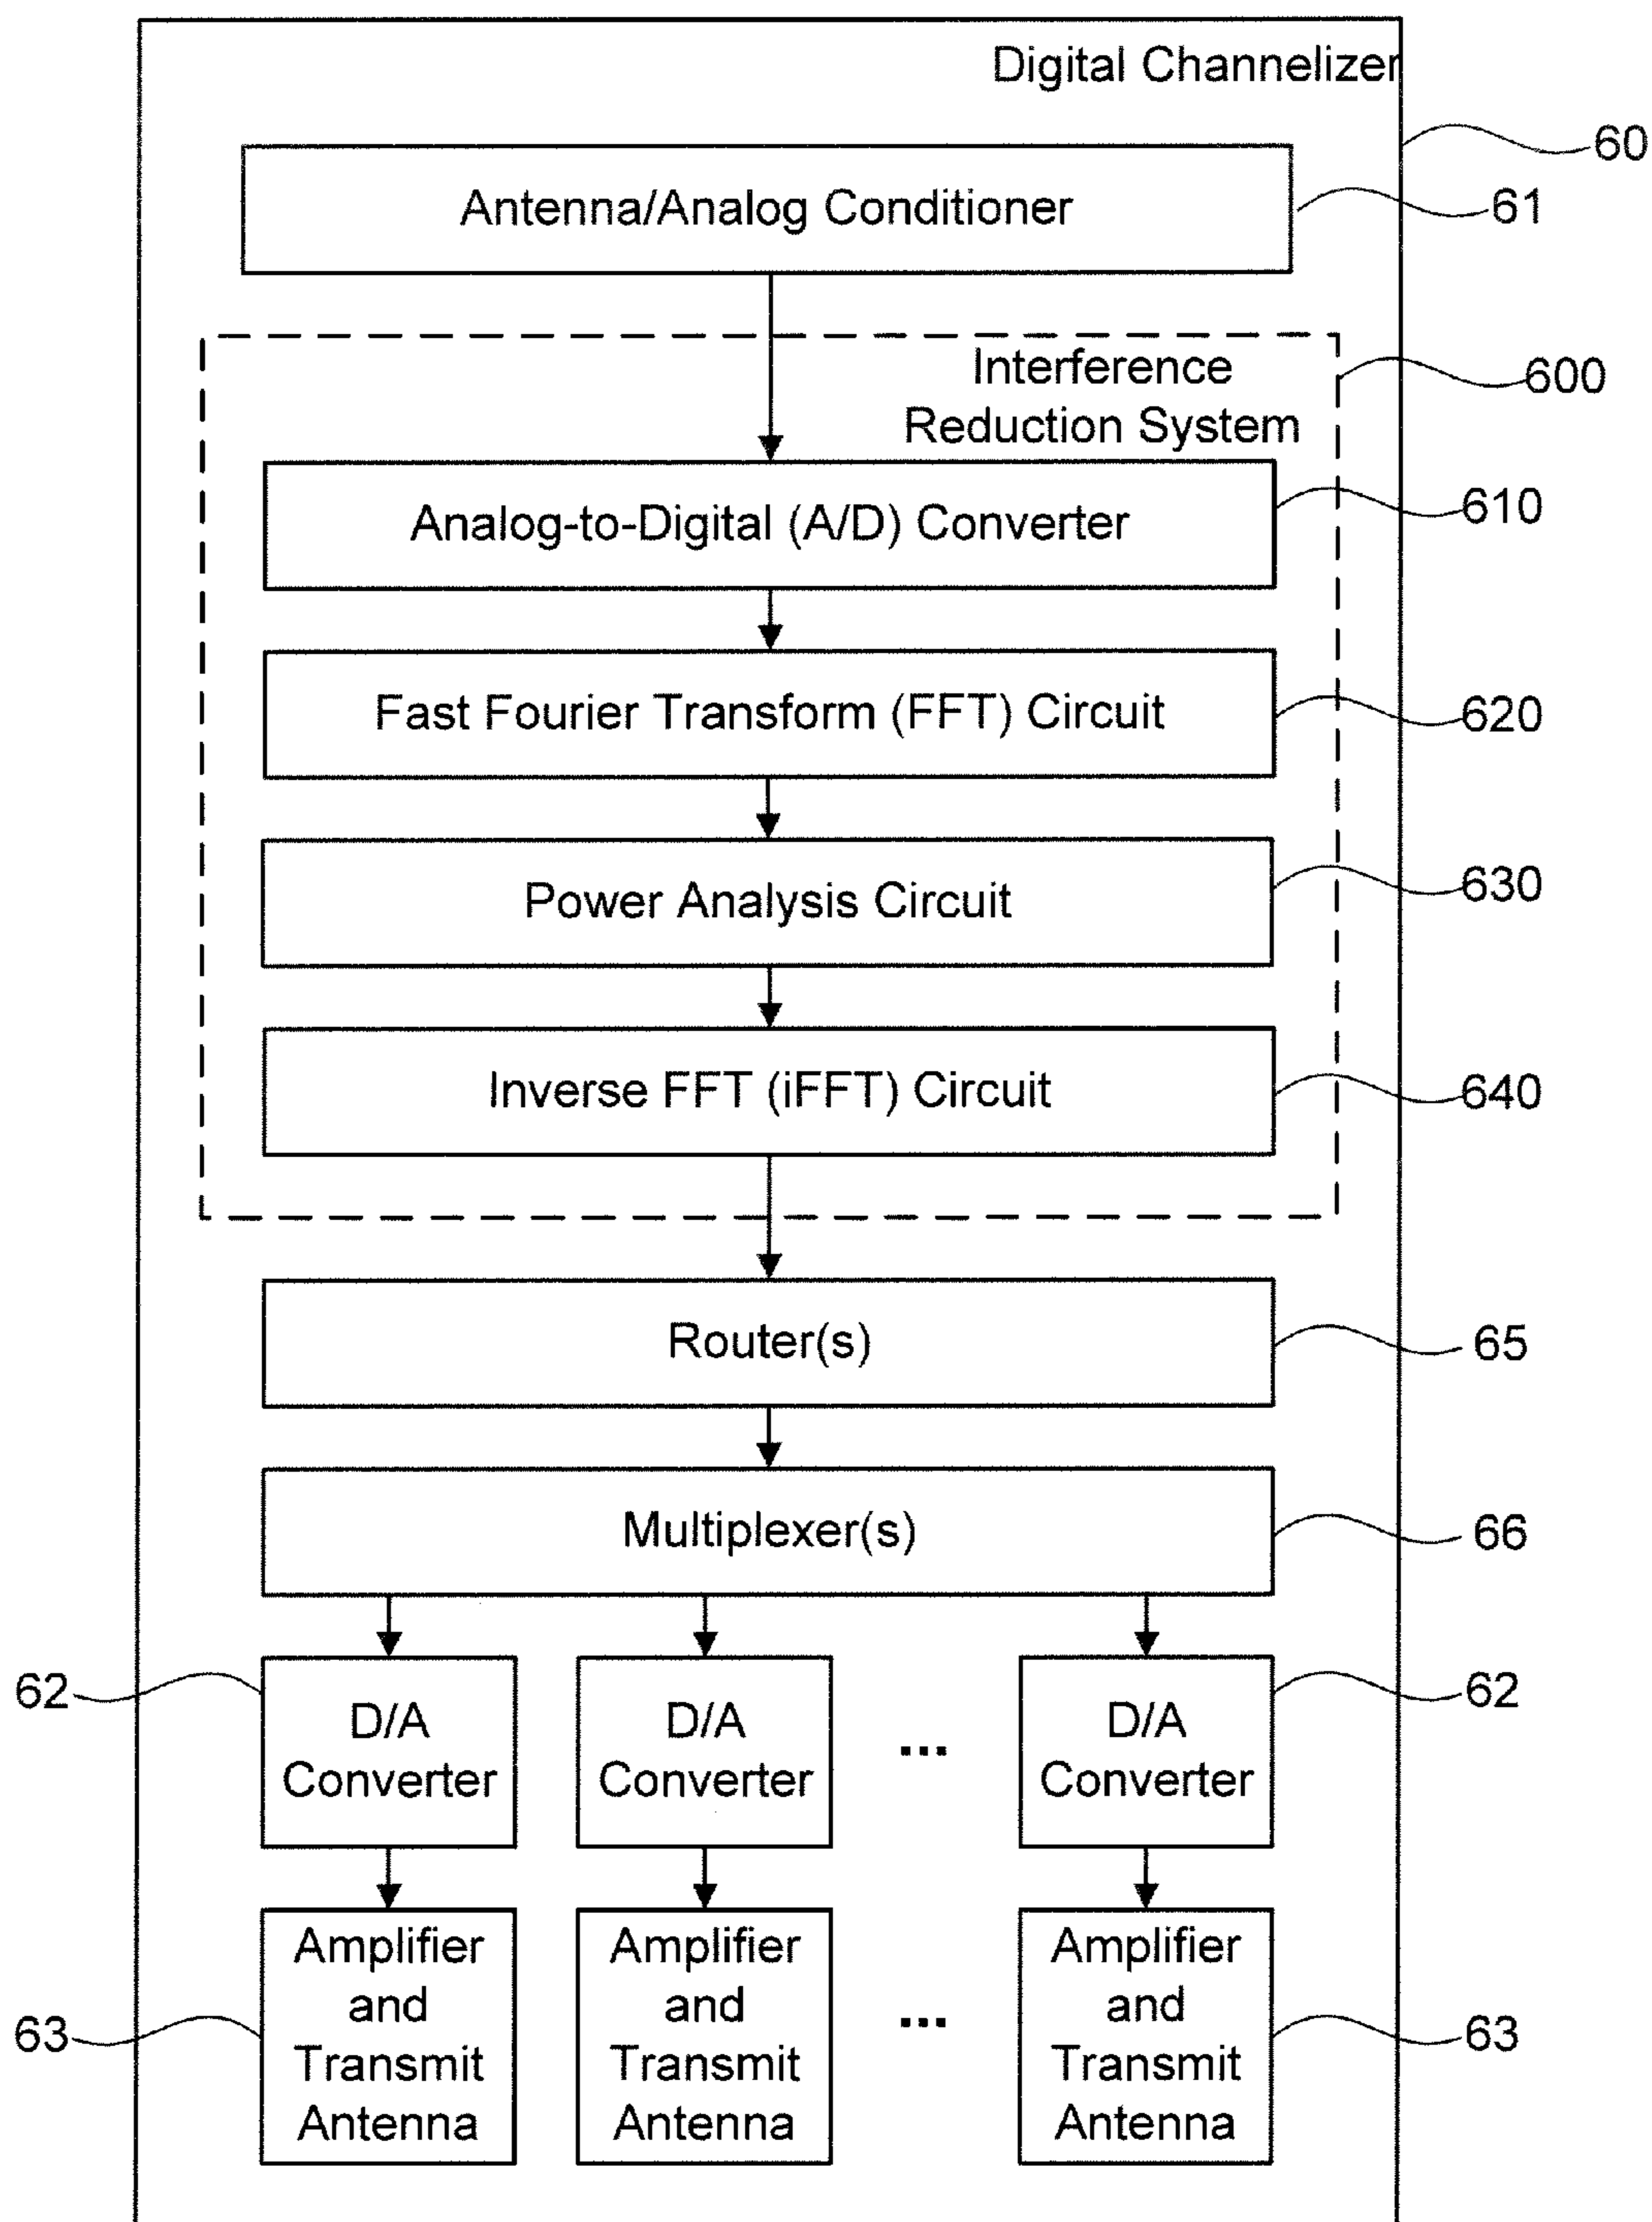 Digital Channelizer
60
Antenna/Analog Conditioner
61
Interference
Reduction System
600
Analog-to-Digital (A/D) Converter
610
Fast Fourier Transform (FFT) Circuit
620
Power Analysis Circuit
630
Inverse FFT (iFFT) Circuit
640
Router(s)
65
Multiplexer(s)
66
62
D/A
Converter
D/A
Converter
...
D/A
Converter
62
63
Amplifier
and
Transmit
Antenna
Amplifier
and
Transmit
Antenna
...
Amplifier
and
Transmit
Antenna
63